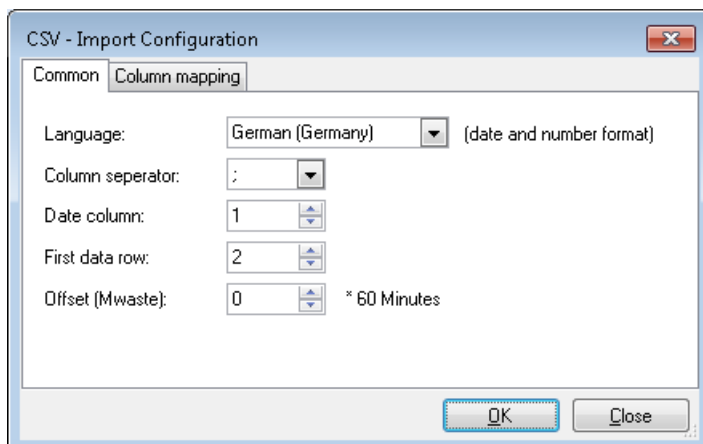 CSV - Import Configuration
Common Column mapping
Language: German (Germany) (date and number format)
Column seperator: ;
Date column: 1
First data row: 2
Offset (Mwaste): 0 * 60 Minutes
OK Close